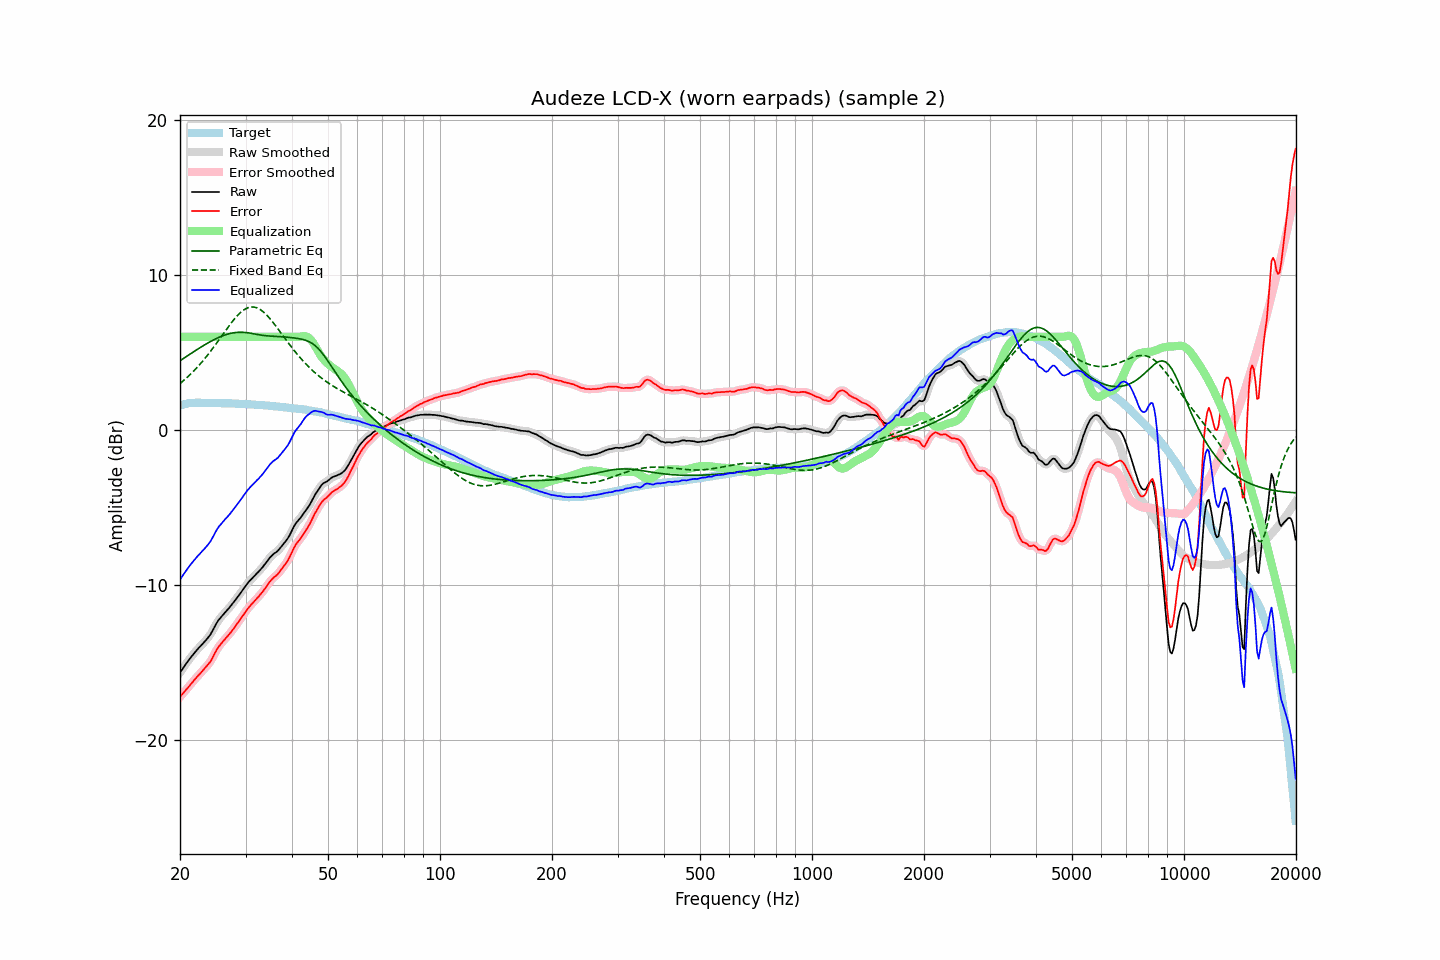 Audeze LCD-X (worn earpads) (sample 2)
Target
Raw Smoothed
Error Smoothed
Raw
Error
Equalization
Parametric Eq
Fixed Band Eq
Equalized
20
10
0
−10
−20
Amplitude (dBr)
20 50 100 200 500 1000 2000 5000 10000 20000
Frequency (Hz)